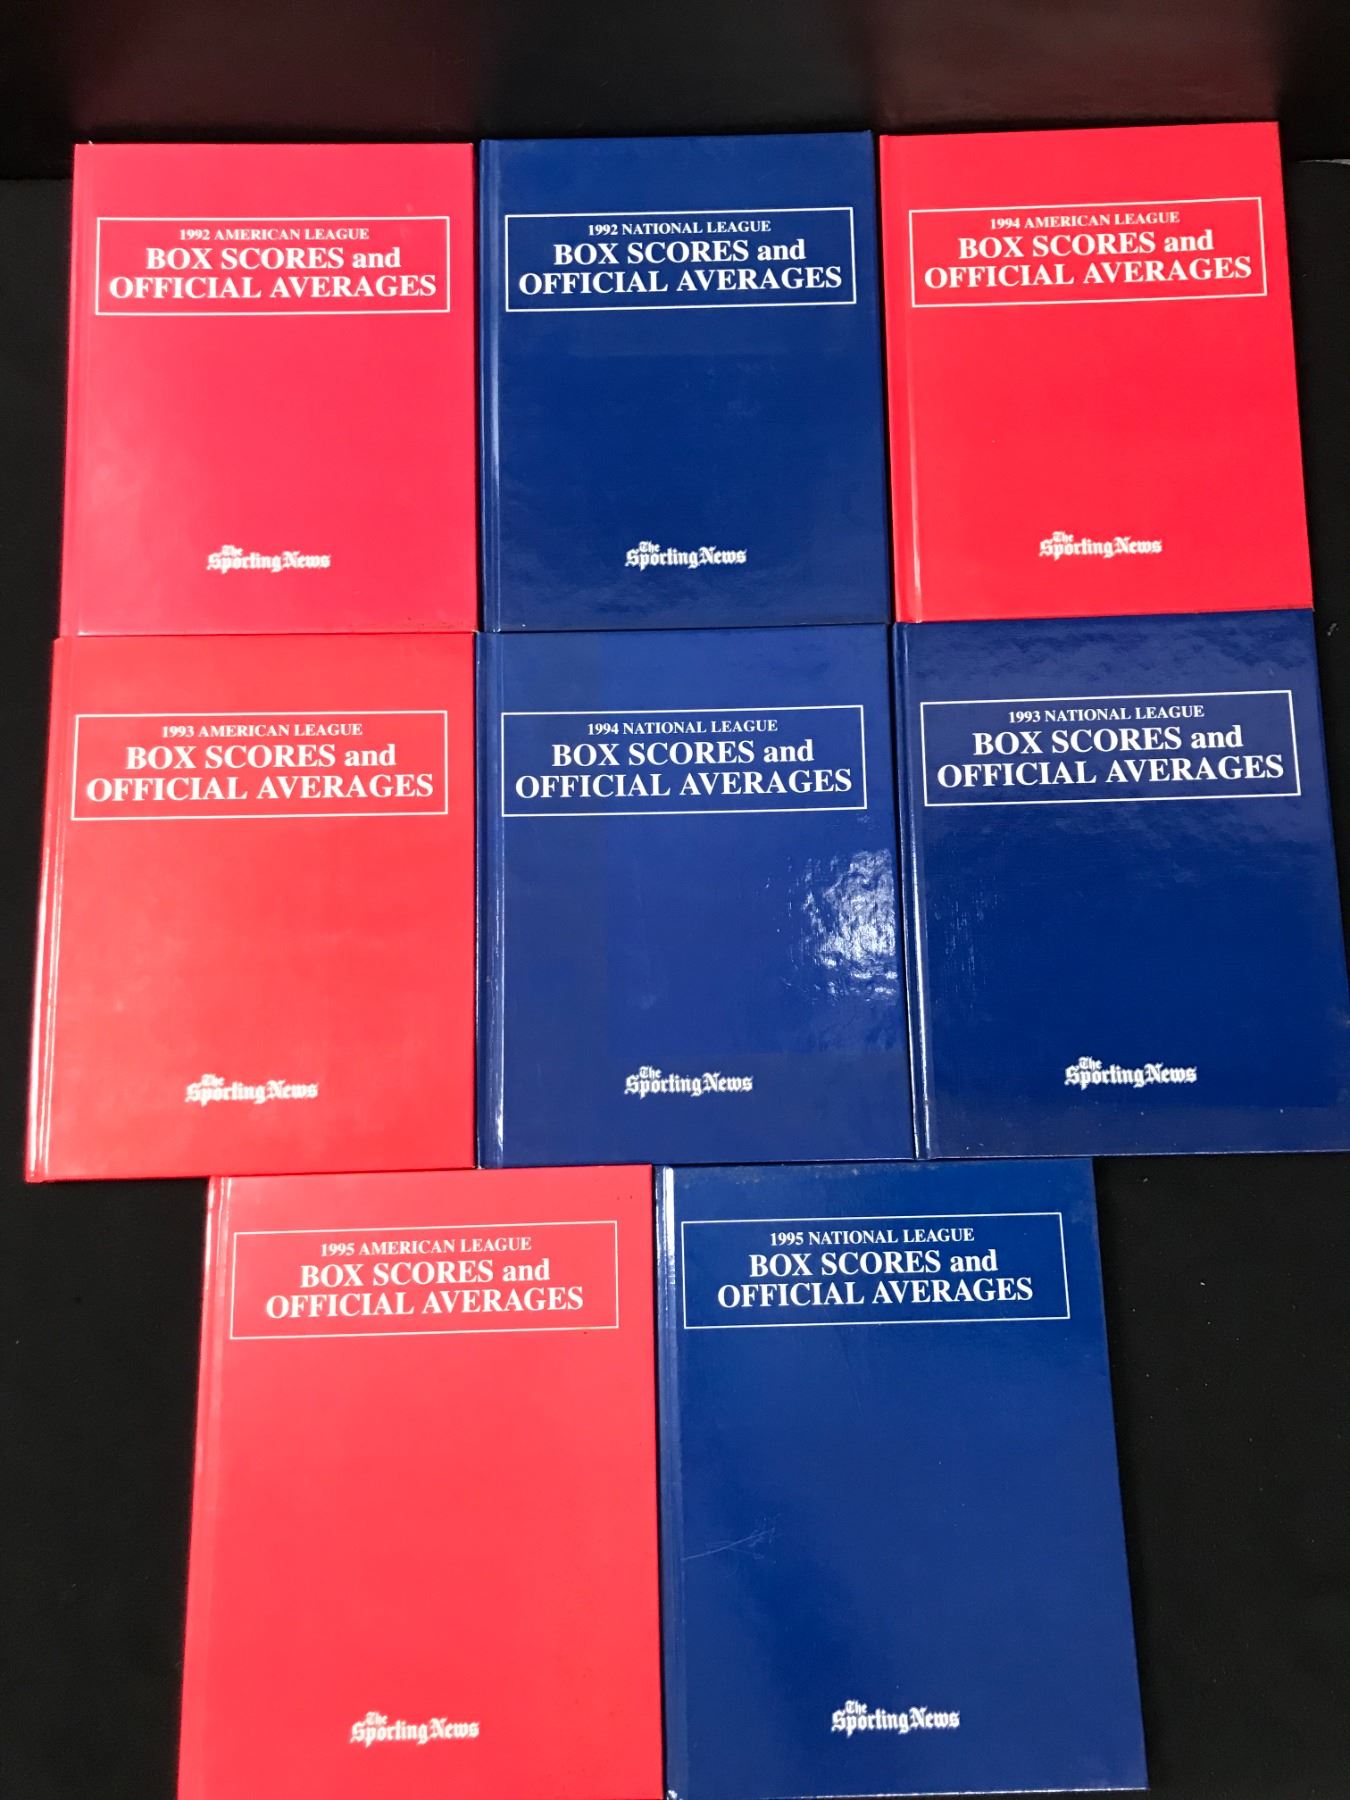 1992 AMERICAN LEAGUE
BOX SCORES and
OFFICIAL AVERAGES
The
Sporting News
1992 NATIONAL LEAGUE
BOX SCORES and
OFFICIAL AVERAGES
The
Sporting News
1994 AMERICAN LEAGUE
BOX SCORES and
OFFICIAL AVERAGES
The
Sporting News
1993 AMERICAN LEAGUE
BOX SCORES and
OFFICIAL AVERAGES
The
Sporting News
1994 NATIONAL LEAGUE
BOX SCORES and
OFFICIAL AVERAGES
The
Sporting News
1993 NATIONAL LEAGUE
BOX SCORES and
OFFICIAL AVERAGES
The
Sporting News
1995 AMERICAN LEAGUE
BOX SCORES and
OFFICIAL AVERAGES
The
Sporting News
1995 NATIONAL LEAGUE
BOX SCORES and
OFFICIAL AVERAGES
The
Sporting News